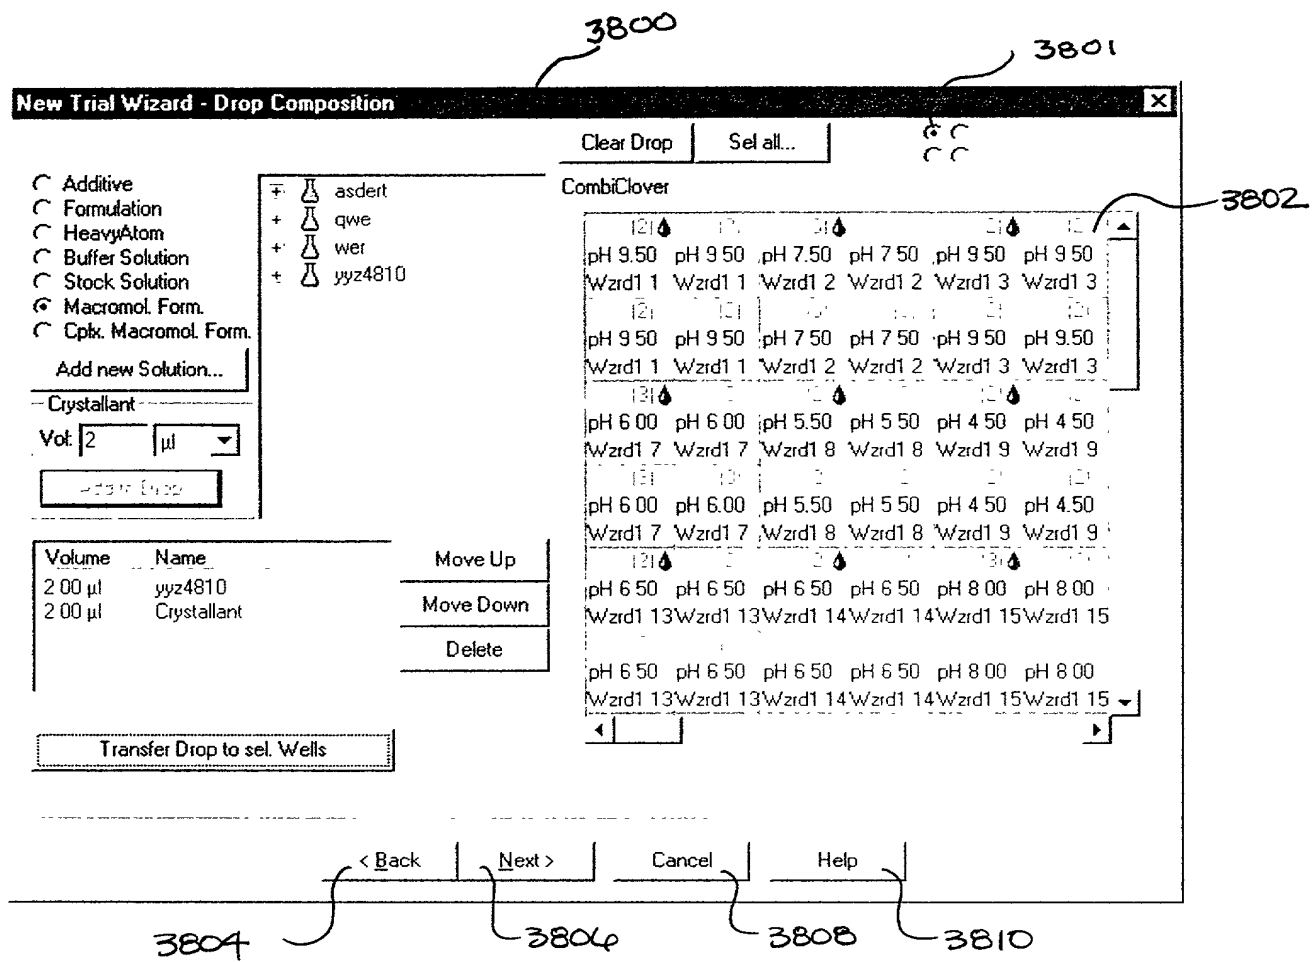 3800
3801
New Trial Wizard - Drop Composition
Clear Drop Sel all...
Additive
Formulation
HeavyAtom
Buffer Solution
Stock Solution
Macromol. Form.
Cplx. Macromol. Form.
Add new Solution...
Crystallant
Vol: 2 µl
+ asdert
+ qwe
+ wer
+ yyz4810
CombiClover
3802
pH 9.50 pH 9 50 pH 7.50 pH 7 50 pH 9 50 pH 9 50
Wzrd1 1 Wzrd1 1 Wzrd1 2 Wzrd1 2 Wzrd1 3 Wzrd1 3
pH 9 50 pH 9 50 pH 7 50 pH 7 50 pH 9 50 pH 9.50
Wzrd1 1 Wzrd1 1 Wzrd1 2 Wzrd1 2 Wzrd1 3 Wzrd1 3
pH 6 00 pH 6 00 pH 5.50 pH 5 50 pH 4 50 pH 4 50
Wzrd1 7 Wzrd1 7 Wzrd1 8 Wzrd1 8 Wzrd1 9 Wzrd1 9
pH 6 00 pH 6.00 pH 5.50 pH 5 50 pH 4 50 pH 4.50
Wzrd1 7 Wzrd1 7 Wzrd1 8 Wzrd1 8 Wzrd1 9 Wzrd1 9
pH 6 50 pH 6 50 pH 6 50 pH 6 50 pH 8 00 pH 8 00
Wzrd1 13 Wzrd1 13 Wzrd1 14 Wzrd1 14 Wzrd1 15 Wzrd1 15
pH 6 50 pH 6 50 pH 6 50 pH 6 50 pH 8 00 pH 8 00
Wzrd1 13 Wzrd1 13 Wzrd1 14 Wzrd1 14 Wzrd1 15 Wzrd1 15
Volume Name
2 00 µl yyz4810
2 00 µl Crystallant
Move Up
Move Down
Delete
Transfer Drop to sel. Wells
< Back Next > Cancel Help
3804 3806 3808 3810